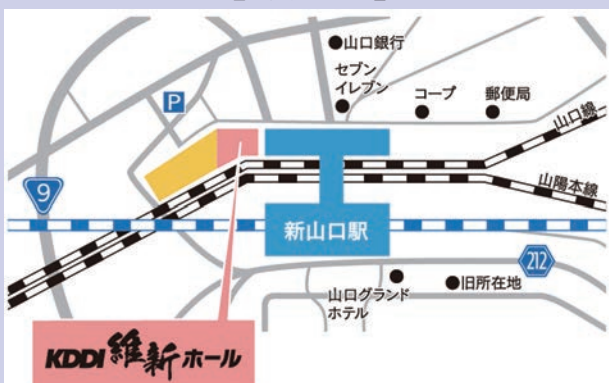 山口銀行
セブン
イレブン
コープ
郵便局
山口線
P
山陽本線
9
新山口駅
212
山口グランド
ホテル
旧所在地
KDDI維新ホール